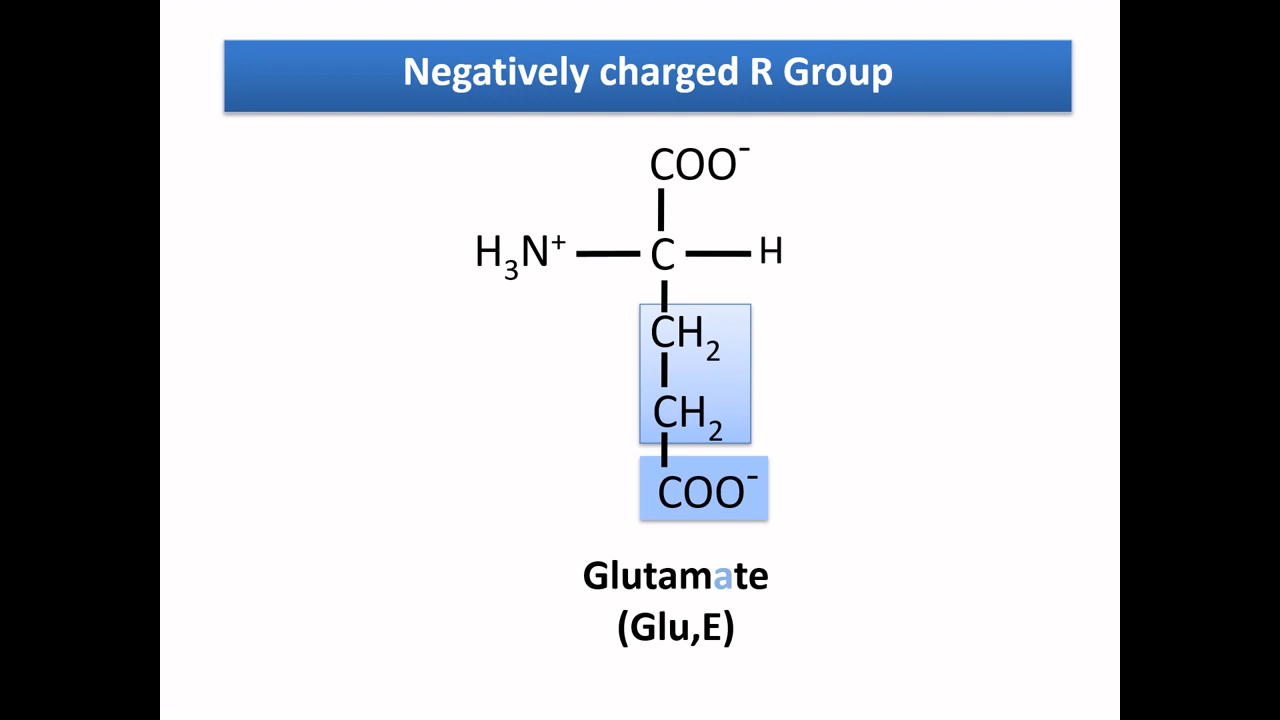 Negatively charged R Group
COO⁻
H₃N⁺ C H
CH₂
CH₂
COO⁻
Glutamate
(Glu,E)